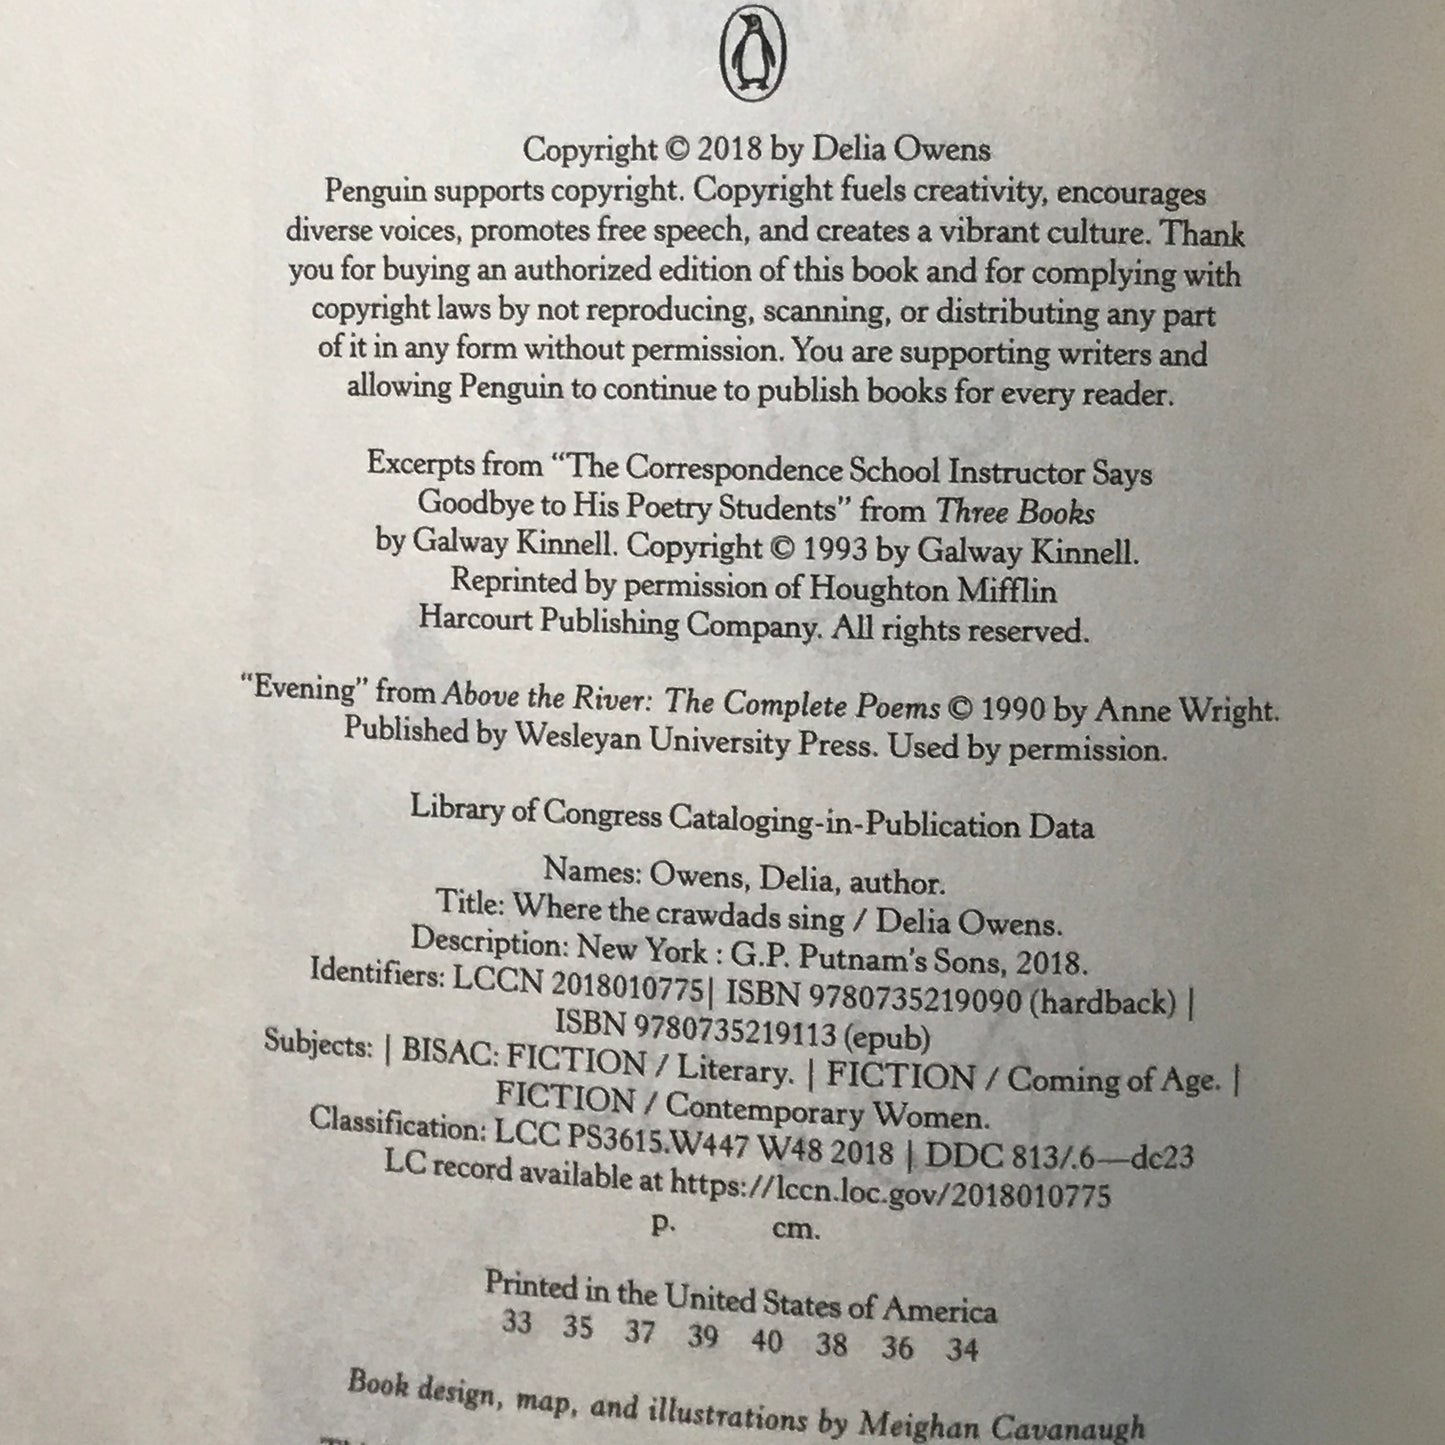 Copyright © 2018 by Delia Owens
Penguin supports copyright. Copyright fuels creativity, encourages
diverse voices, promotes free speech, and creates a vibrant culture. Thank
you for buying an authorized edition of this book and for complying with
copyright laws by not reproducing, scanning, or distributing any part
of it in any form without permission. You are supporting writers and
allowing Penguin to continue to publish books for every reader.
Excerpts from “The Correspondence School Instructor Says
Goodbye to His Poetry Students” from Three Books
by Galway Kinnell. Copyright © 1993 by Galway Kinnell.
Reprinted by permission of Houghton Mifflin
Harcourt Publishing Company. All rights reserved.
“Evening” from Above the River: The Complete Poems © 1990 by Anne Wright.
Published by Wesleyan University Press. Used by permission.
Library of Congress Cataloging-in-Publication Data
Names: Owens, Delia, author.
Title: Where the crawdads sing / Delia Owens.
Description: New York : G.P. Putnam’s Sons, 2018.
Identifiers: LCCN 2018010775| ISBN 9780735219090 (hardback) |
ISBN 9780735219113 (epub)
Subjects: | BISAC: FICTION / Literary. | FICTION / Coming of Age. |
FICTION / Contemporary Women.
Classification: LCC PS3615.W447 W48 2018 | DDC 813/.6—dc23
LC record available at https://lccn.loc.gov/2018010775
p. cm.
Printed in the United States of America
33 35 37 39 40 38 36 34
Book design, map, and illustrations by Meighan Cavanaugh